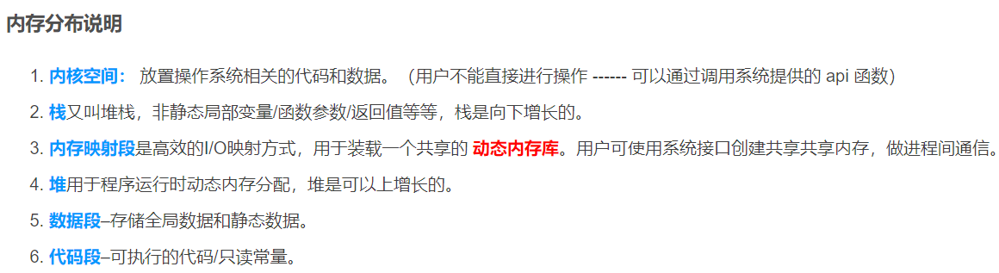 内存分布说明
1. 内核空间： 放置操作系统相关的代码和数据。（用户不能直接进行操作 ------ 可以通过调用系统提供的 api 函数）
2. 栈又叫堆栈，非静态局部变量/函数参数/返回值等等，栈是向下增长的。
3. 内存映射段是高效的I/O映射方式，用于装载一个共享的 动态内存库。用户可使用系统接口创建共享共享内存，做进程间通信。
4. 堆用于程序运行时动态内存分配，堆是可以上增长的。
5. 数据段–存储全局数据和静态数据。
6. 代码段–可执行的代码/只读常量。